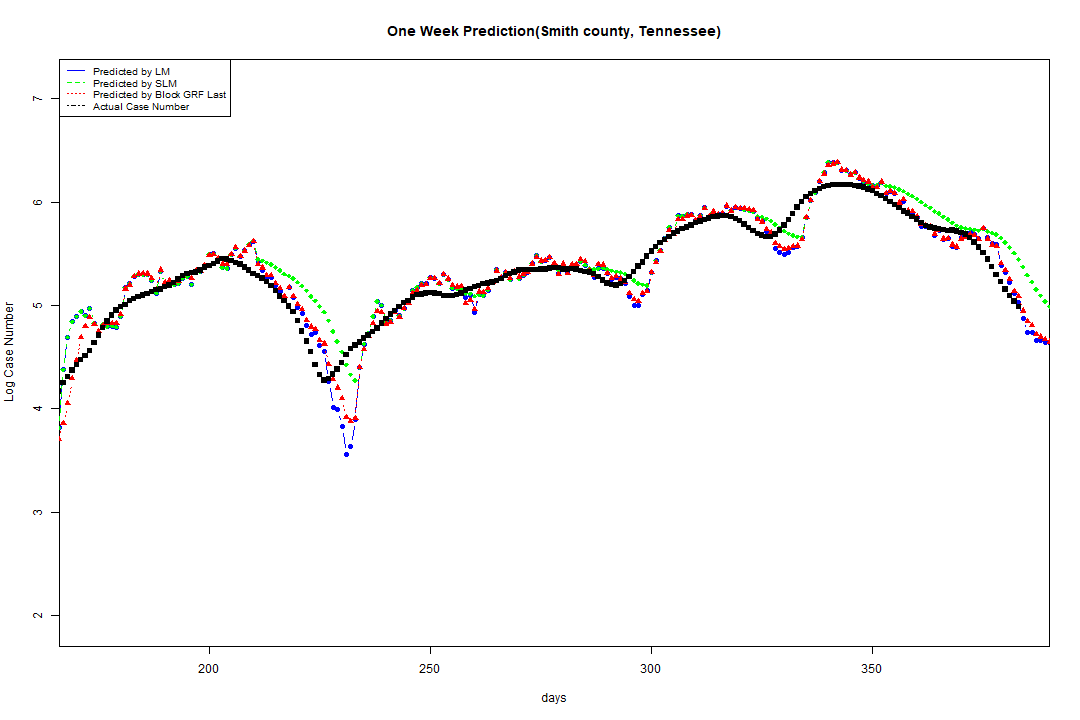 One Week Prediction(Smith county, Tennessee)
Predicted by LM
Predicted by SLM
Predicted by Block GRF Last
Actual Case Number
7
6
5
4
3
2
Log Case Number
200
250
300
350
days